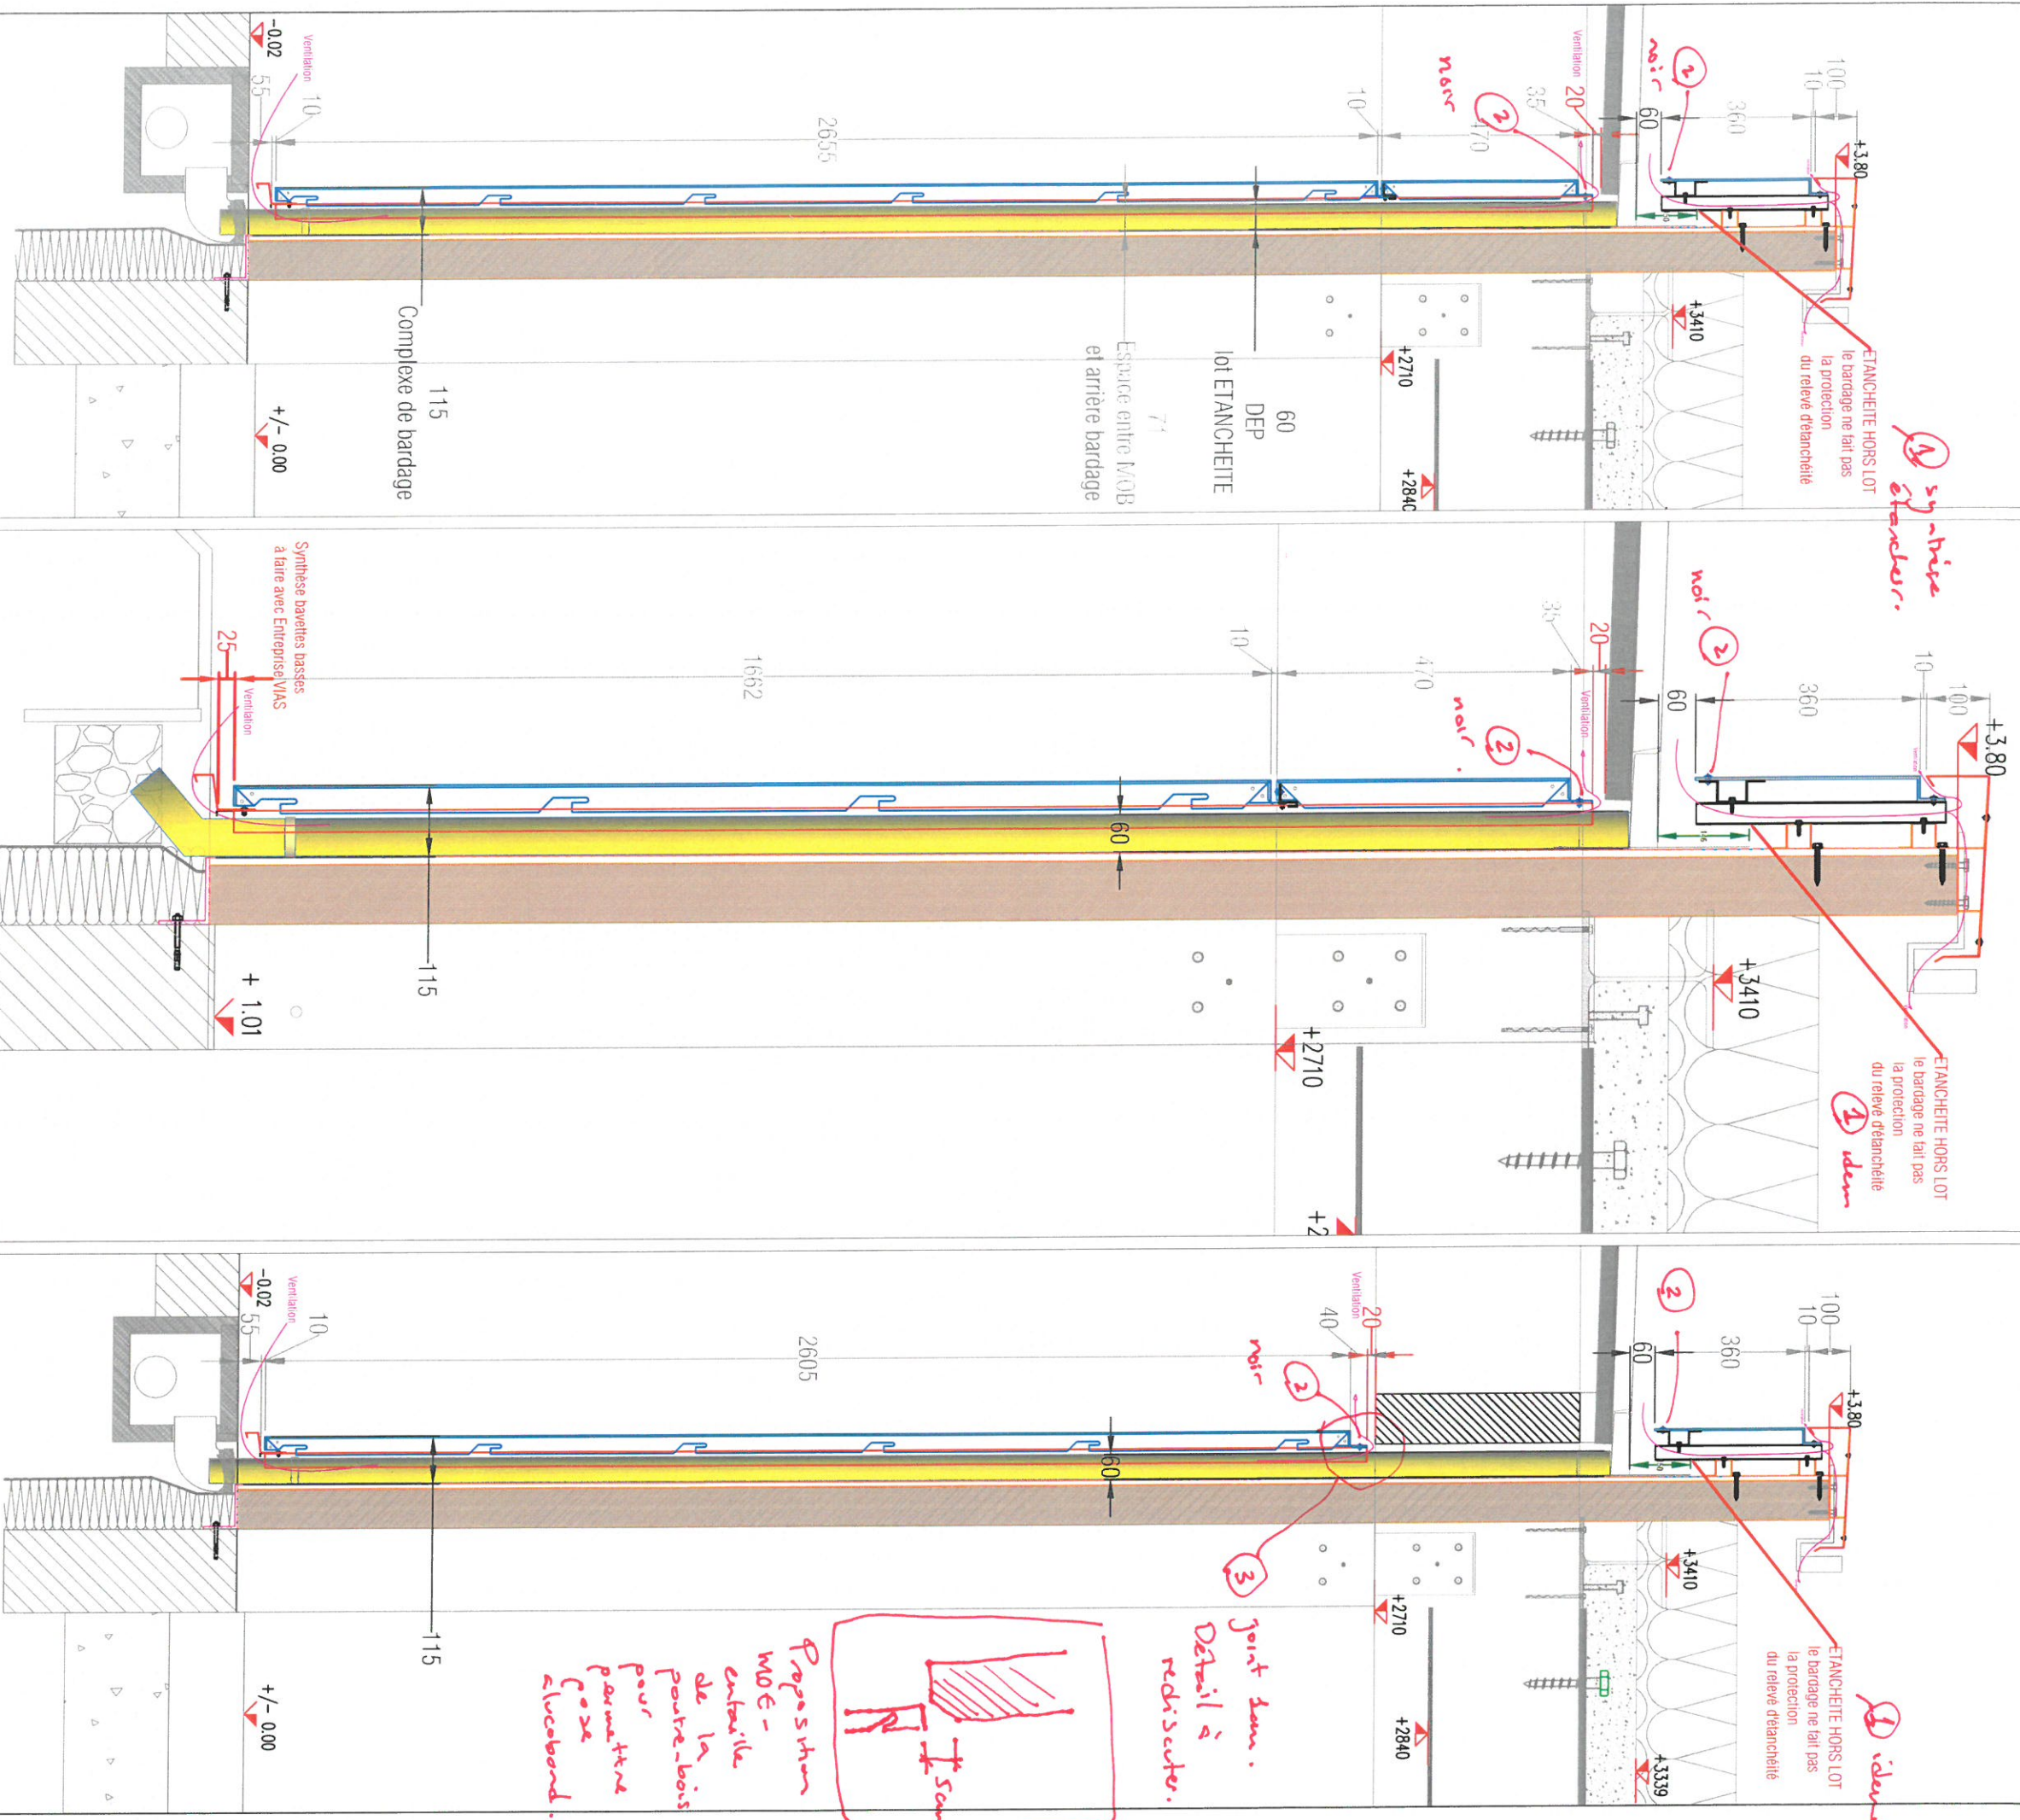 -0.02
Ventilation
55
10
2655
10
noir
2
Ventilation
35
20
470
noir
2
60
360
10
100
+3.80
115
Complexe de bardage
+/- 0.00
71
Espace entre MOB
et arrière bardage
60
DEP
lot ETANCHEITE
+2710
+2840
+3410
ETANCHEITE HORS LOT
le bardage ne fait pas
la protection
du relevé d'étanchéité
1 synthèse
étancheur.
Synthèse bavettes basses
à faire avec Entreprise VIAS
25
Ventilation
1662
10
470
35
20
Ventilation
noir
2
noir
2
60
360
10
100
+3.80
60
115
+ 1.01
+2710
+2
+3410
ETANCHEITE HORS LOT
le bardage ne fait pas
la protection
du relevé d'étanchéité
1 idem
-0.02
Ventilation
55
10
2605
40
20
Ventilation
noir
2
2
60
360
10
100
+3.80
60
115
+/- 0.00
3
+2710
+2840
+3410
+3339
ETANCHEITE HORS LOT
le bardage ne fait pas
la protection
du relevé d'étanchéité
1 idem
joint
Détail à
rediscuter.
5cm
Proposition
MOE -
entaille
de la
poutre-bois
pour
permettre
pose
alucobond.